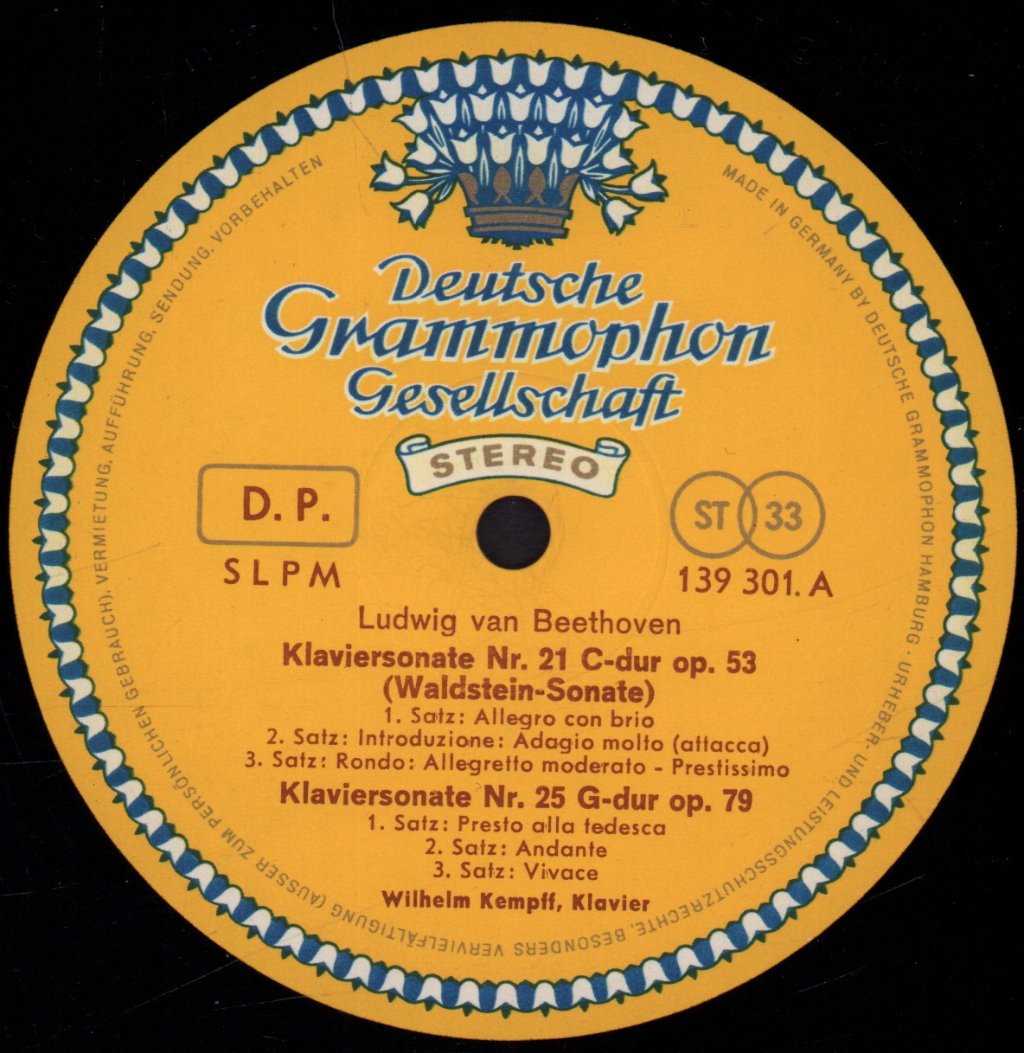 Deutsche
Grammophon
Gesellschaft
STEREO
D. P.
SLPM
ST 33
139 301. A
Ludwig van Beethoven
Klaviersonate Nr. 21 C-dur op. 53
(Waldstein-Sonate)
1. Satz: Allegro con brio
2. Satz: Introduzione: Adagio molto (attacca)
3. Satz: Rondo: Allegretto moderato - Prestissimo
Klaviersonate Nr. 25 G-dur op. 79
1. Satz: Presto alla tedesca
2. Satz: Andante
3. Satz: Vivace
Wilhelm Kempff, Klavier
MADE IN GERMANY BY DEUTSCHE GRAMMOPHON HAMBURG · URHEBER- UND LEISTUNGSSCHUTZRECHTE, BESONDERS VERVIELFÄLTIGUNG (AUSSER ZUM PERSÖNLICHEN GEBRAUCH), VERMIETUNG, AUFFÜHRUNG, SENDUNG, VORBEHALTEN